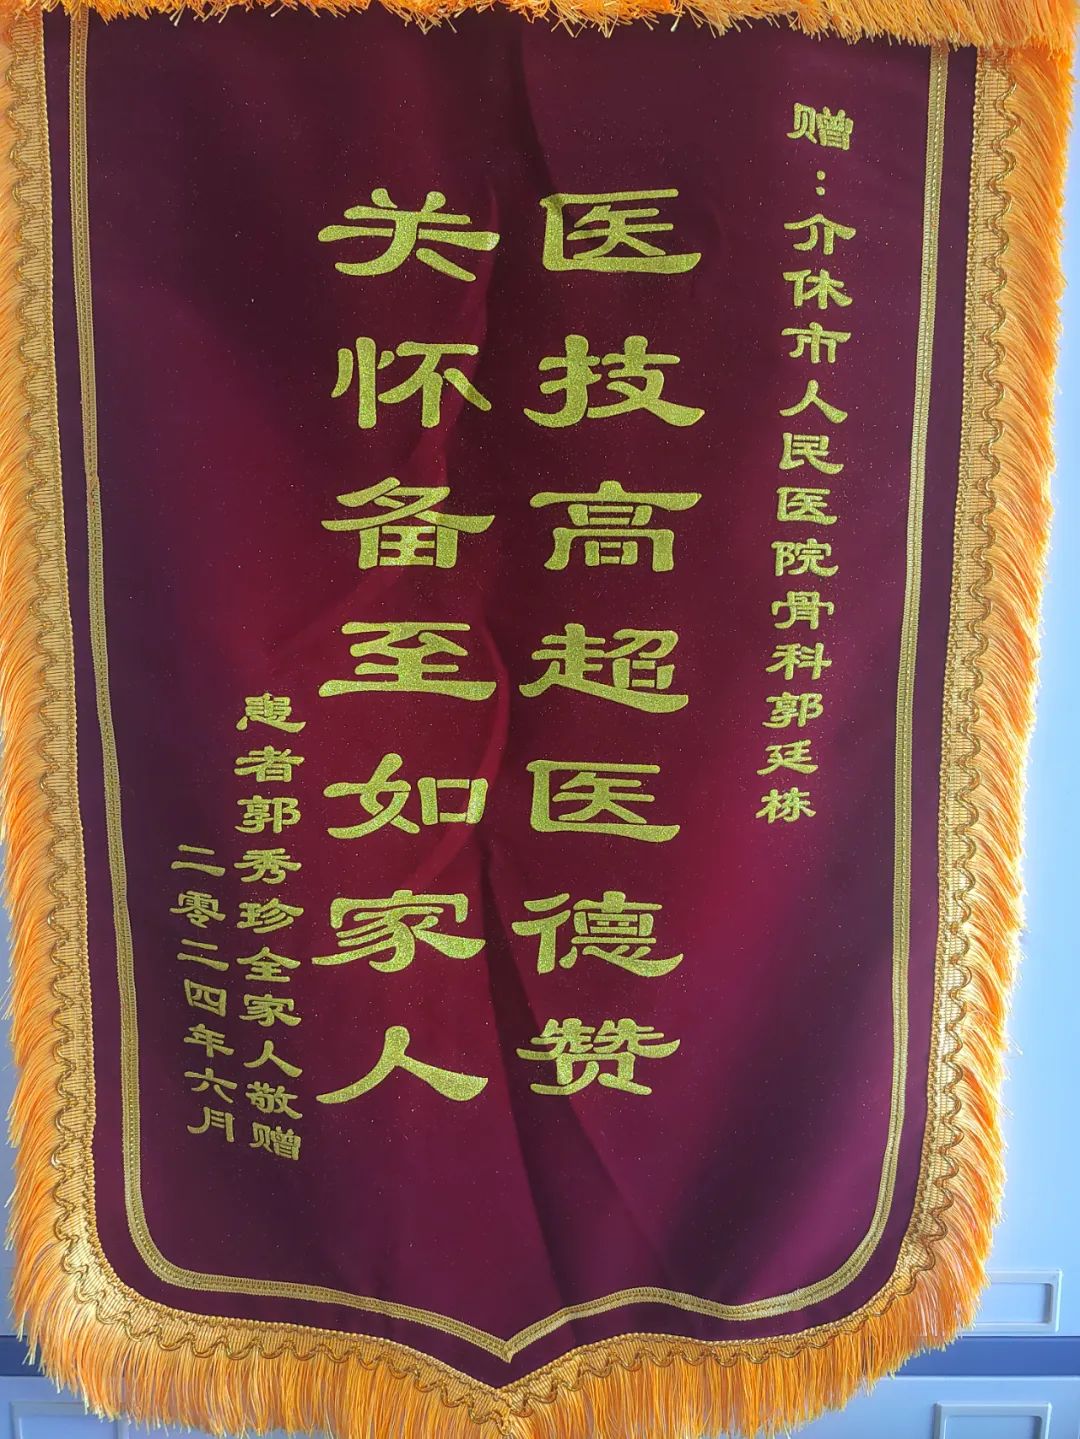 赠：介休市人民医院骨科郭廷栋
医技高超医德赞
关怀备至如家人
患者郭秀珍全家人敬赠
二零二四年六月